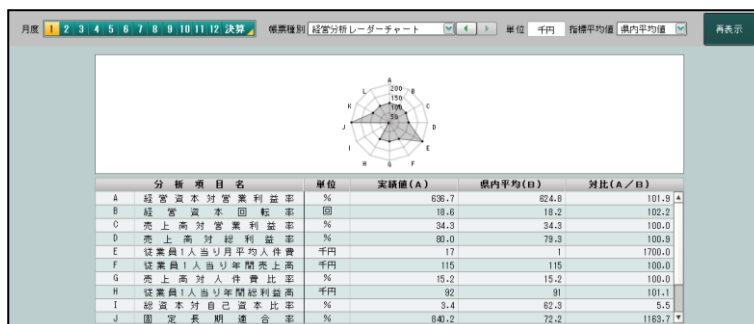 月度 1 2 3 4 5 6 7 8 9 10 11 12 決算 帳票種別 経営分析レーダーチャート 単位 千円 指標平均値 県内平均値 再表示
A
L B
200
150
K 100 C
50
J D
I E
H F
G
分析項目名 単位 実績値(A) 県内平均(B) 対比(A/B)
A 経営資本対営業利益率 % 636.7 624.8 101.9
B 経営資本回転率 回 18.6 18.2 102.2
C 売上高対営業利益率 % 34.3 34.3 100.0
D 売上高対総利益率 % 80.0 79.3 100.9
E 従業員1人当り月平均人件費 千円 17 1 1700.0
F 従業員1人当り年間売上高 千円 115 115 100.0
G 売上高対人件費比率 % 15.2 15.2 100.0
H 従業員1人当り年間総利益高 千円 92 91 101.1
I 総資本対自己資本比率 % 3.4 62.3 5.5
J 固定長期適合率 % 840.2 72.2 1163.7